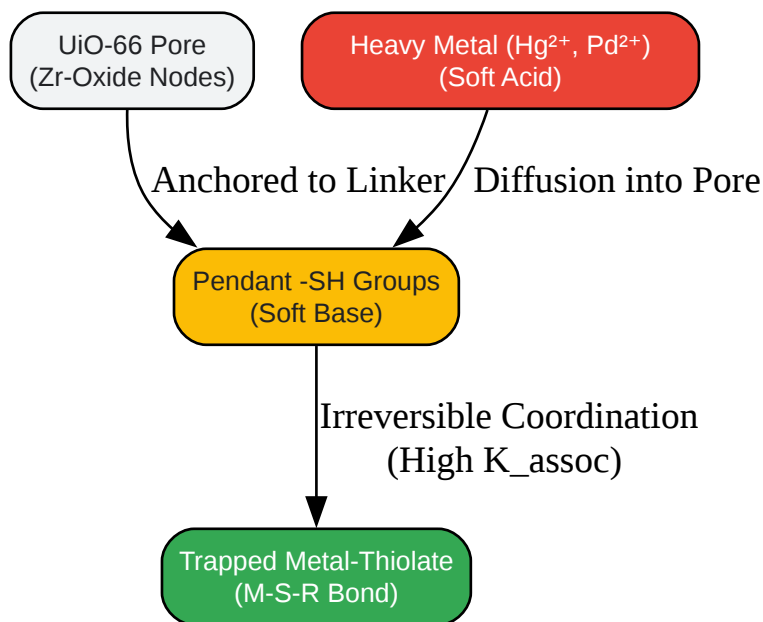 UiO-66 Pore
(Zr-Oxide Nodes)
Heavy Metal (Hg²⁺, Pd²⁺)
(Soft Acid)
Anchored to Linker
Diffusion into Pore
Pendant -SH Groups
(Soft Base)
Irreversible Coordination
(High K_assoc)
Trapped Metal-Thiolate
(M-S-R Bond)